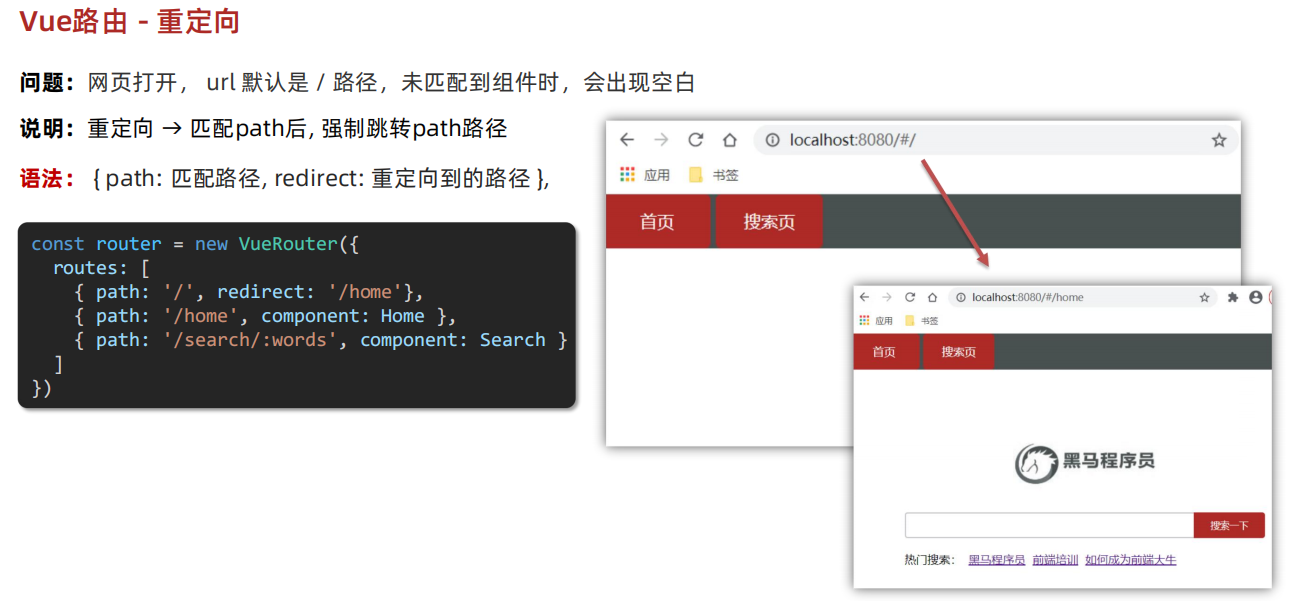 Vue路由 - 重定向
问题：网页打开， url 默认是 / 路径，未匹配到组件时，会出现空白
说明：重定向 → 匹配path后, 强制跳转path路径
语法： { path: 匹配路径, redirect: 重定向到的路径 },
const router = new VueRouter({
routes: [
{ path: '/', redirect: '/home'},
{ path: '/home', component: Home },
{ path: '/search/:words', component: Search }
]
})
localhost:8080/#/
应用 书签
首页 搜索页
localhost:8080/#/home
应用 书签
首页 搜索页
黑马程序员
搜索一下
热门搜索： 黑马程序员 前端培训 如何成为前端大牛